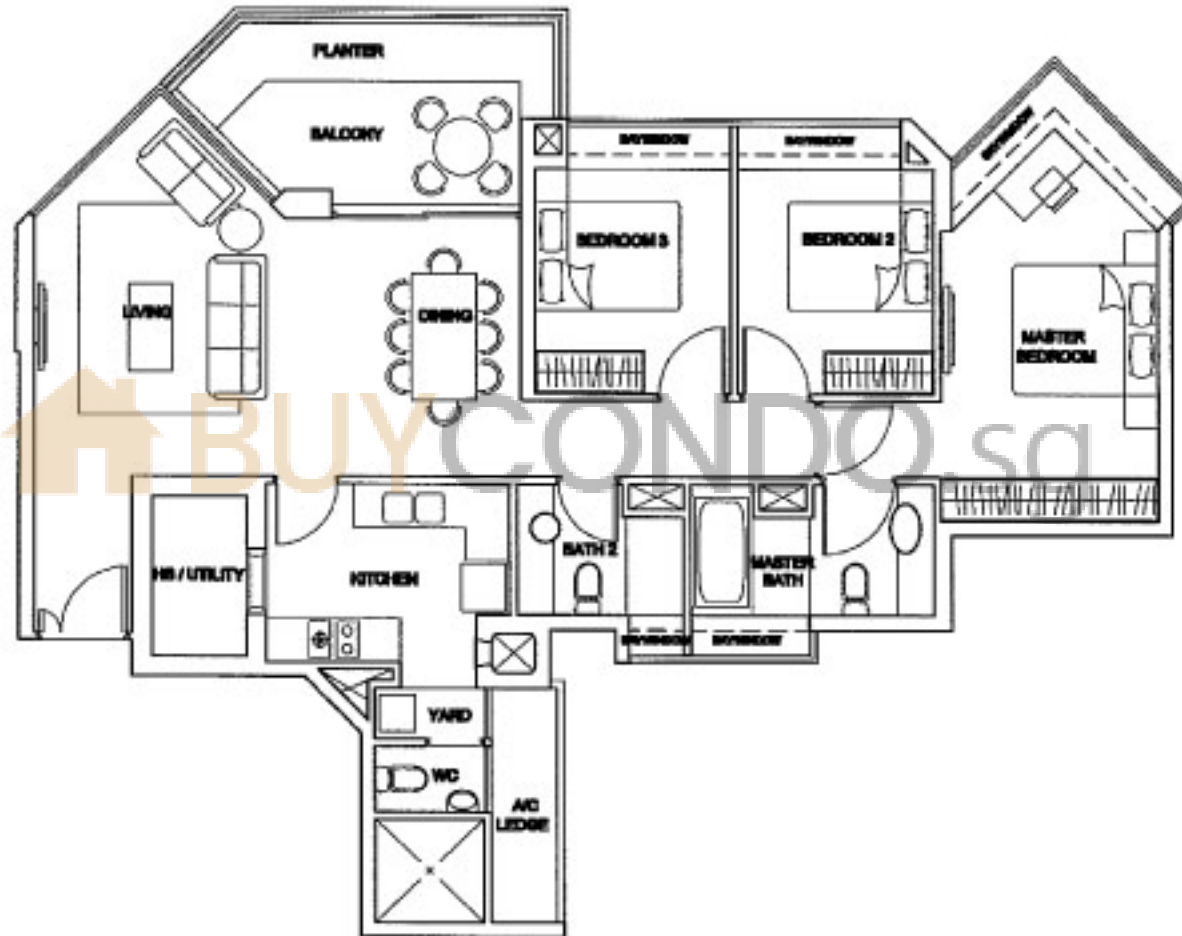 PLANTER
BALCONY
BAYWINDOW
BAYWINDOW
BAYWINDOW
BEDROOM 3
BEDROOM 2
LIVING
DINING
MASTER
BEDROOM
BUYCONDO.sg
HS / UTILITY
KITCHEN
BATH 2
MASTER
BATH
BAYWINDOW
BAYWINDOW
YARD
WC
A/C
LEDGE